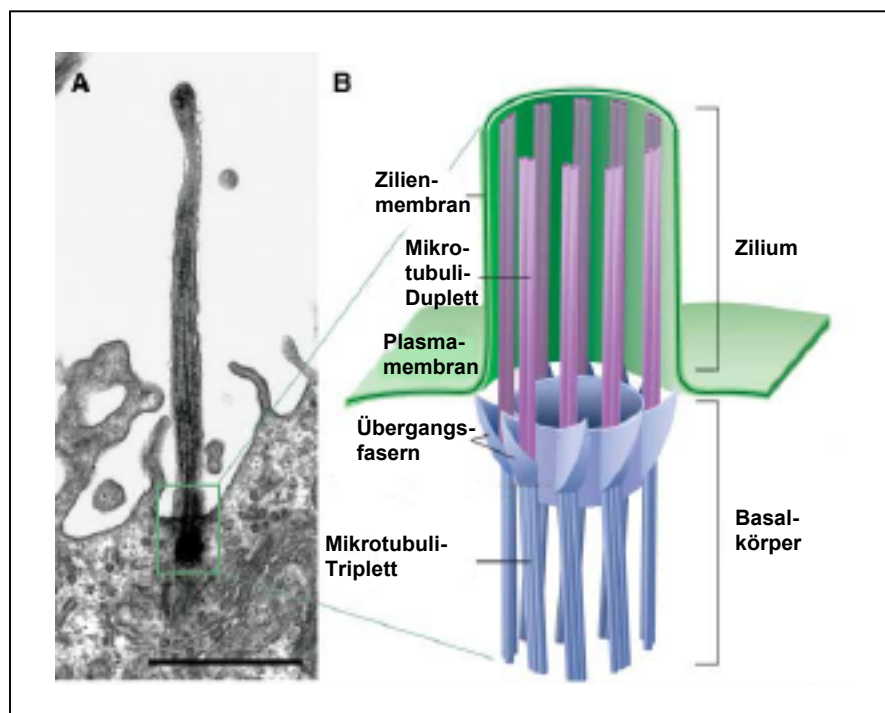 A
B
Zilien-
membran
Mikro-
tubuli-
Duplett
Plasma-
membran
Zilium
Übergangs-
fasern
Mikrotubuli-
Triplett
Basal-
körper